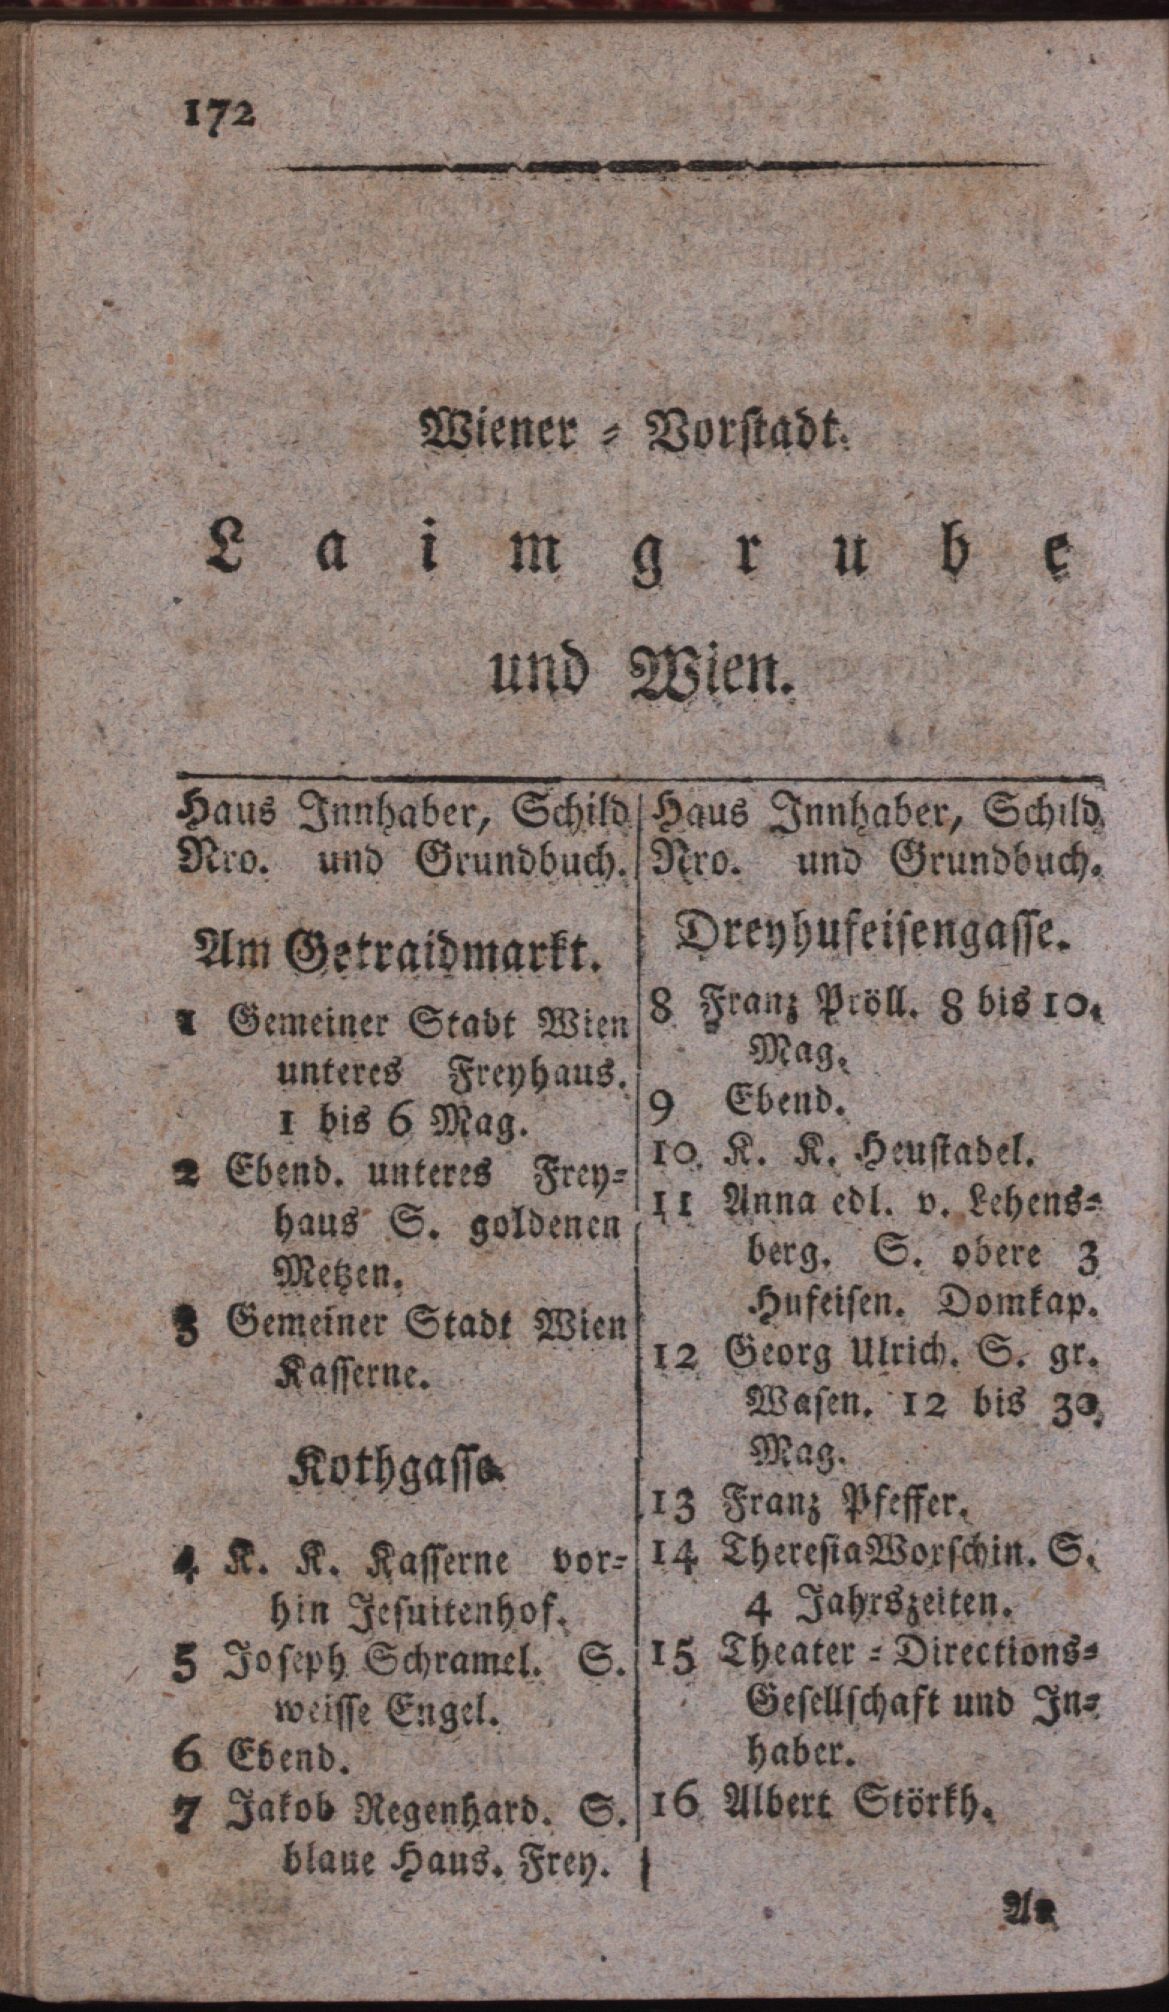 172
Wiener = Vorstadt.
Laimgrube
und Wien.
Haus Innhaber, Schild
Nro. und Grundbuch.
Am Getraidmarkt.
1 Gemeiner Stadt Wien
unteres Freyhaus.
1 bis 6 Mag.
2 Ebend. unteres Frey=
haus S. goldenen
Metzen.
3 Gemeiner Stadt Wien
Kasserne.
Kothgasse.
4 K. K. Kasserne vor=
hin Jesuitenhof.
5 Joseph Schramel. S.
weisse Engel.
6 Ebend.
7 Jakob Regenhard. S.
blaue Haus. Frey.
Haus Innhaber, Schild
Nro. und Grundbuch.
Dreyhufeisengasse.
8 Franz Pröll. 8 bis 10.
Mag.
9 Ebend.
10 K. K. Heustadel.
11 Anna edl. v. Lehens=
berg. S. obere 3
Hufeisen. Domkap.
12 Georg Ulrich. S. gr.
Wasen. 12 bis 30
Mag.
13 Franz Pfeffer.
14 Theresia Worschin. S.
4 Jahrszeiten.
15 Theater = Directions=
Gesellschaft und In=
haber.
16 Albert Störkh.